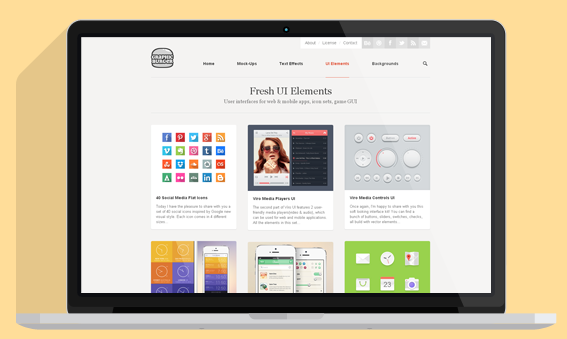 About License Contact
GRAPHIC
BURGER
Home Mock-Ups Text Effects UI Elements Backgrounds
Fresh UI Elements
User interfaces for web & mobile apps, icon sets, game GUI
40 Social Media Flat Icons
Today I have the pleasure to share with you a
set of 40 social icons inspired by Google new
visual style. Each icon comes in 4 different
sizes.
Vivo Media Players UI
The second part of Vivo UI features 2 user-
friendly media players(video & audio), which
can be used for web and mobile applications.
All the elements in this set
Vivo Media Controls UI
Once again, I'm happy to share with you this
soft looking interface kit! You can find a
bunch of buttons, sliders, switches, checks,
all build with vector elements
23